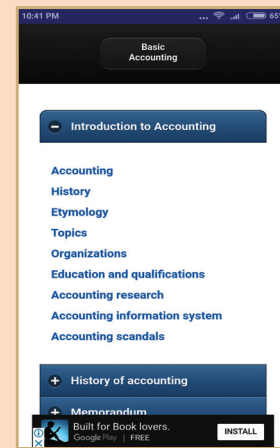 10:41 PM ... 65%
Basic
Accounting
Introduction to Accounting
Accounting
History
Etymology
Topics
Organizations
Education and qualifications
Accounting research
Accounting information system
Accounting scandals
History of accounting
Memorandum
Built for Book lovers.
Google Play | FREE
INSTALL